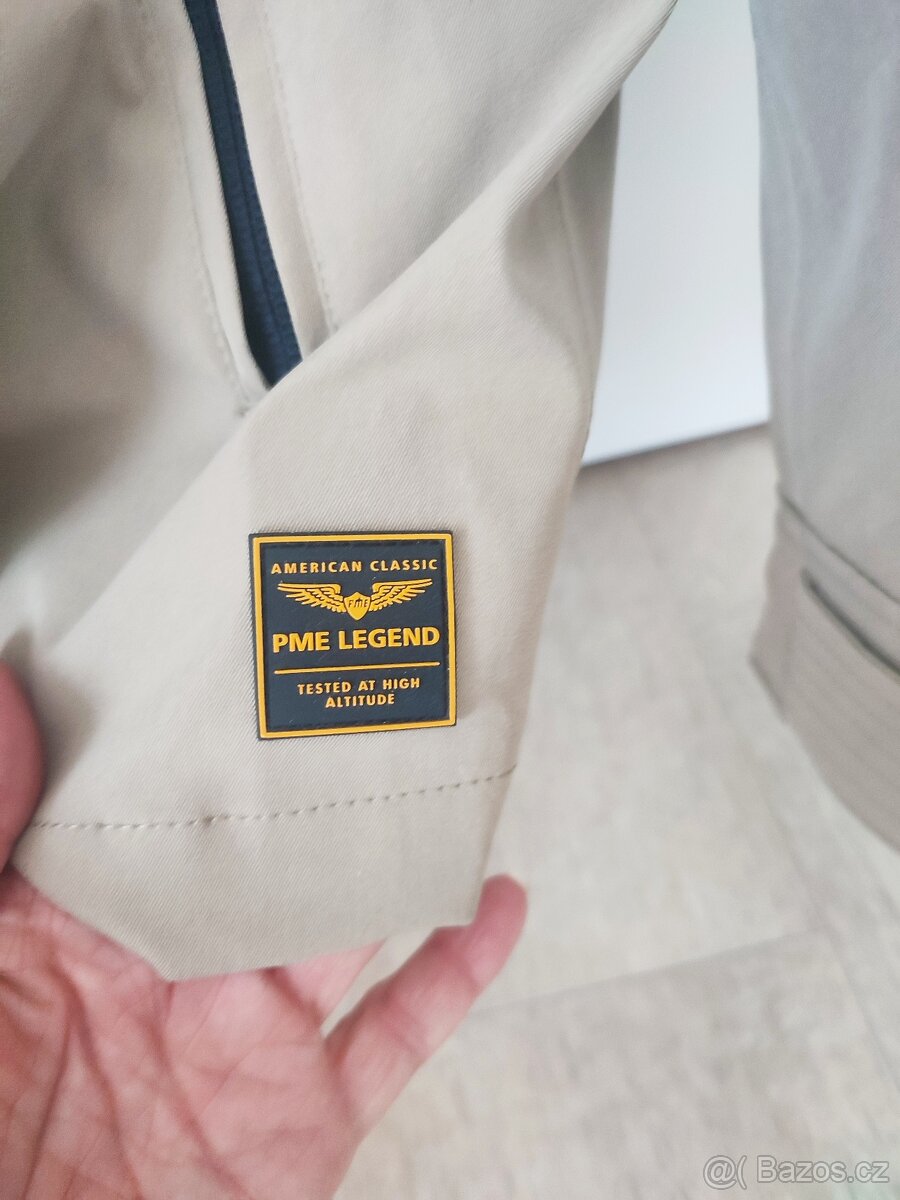 AMERICAN CLASSIC
PME
PME LEGEND
TESTED AT HIGH
ALTITUDE
@( Bazos.cz